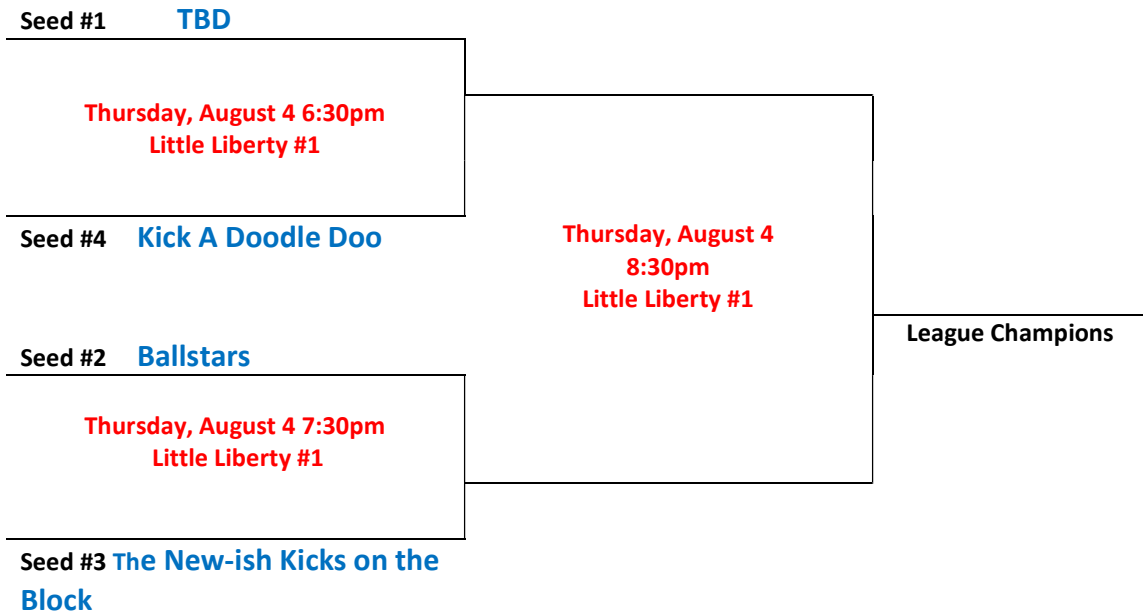 Seed #1 TBD
Thursday, August 4 6:30pm
Little Liberty #1
Seed #4 Kick A Doodle Doo
Thursday, August 4
8:30pm
Little Liberty #1
League Champions
Seed #2 Ballstars
Thursday, August 4 7:30pm
Little Liberty #1
Seed #3 The New-ish Kicks on the
Block